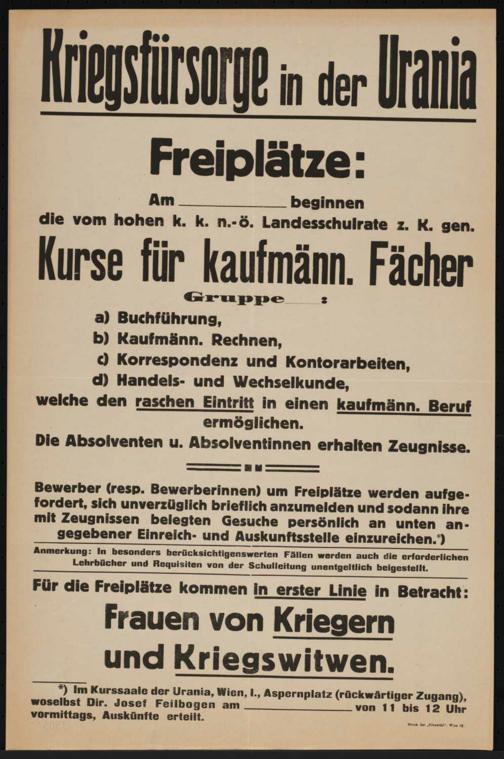 Kriegsfürsorge in der Urania
Freiplätze:
Am ______ beginnen
die vom hohen k. k. n.-ö. Landesschulrate z. K. gen.
Kurse für kaufmänn. Fächer
Gruppe ___ :
a) Buchführung,
b) Kaufmänn. Rechnen,
c) Korrespondenz und Kontorarbeiten,
d) Handels- und Wechselkunde,
welche den raschen Eintritt in einen kaufmänn. Beruf
ermöglichen.
Die Absolventen u. Absolventinnen erhalten Zeugnisse.
Bewerber (resp. Bewerberinnen) um Freiplätze werden aufge-
fordert, sich unverzüglich brieflich anzumelden und sodann ihre
mit Zeugnissen belegten Gesuche persönlich an unten an-
gegebener Einreich- und Auskunftsstelle einzureichen.*)
Anmerkung: In besonders berücksichtigenswerten Fällen werden auch die erforderlichen
Lehrbücher und Requisiten von der Schulleitung unentgeltlich beigestellt.
Für die Freiplätze kommen in erster Linie in Betracht:
Frauen von Kriegern
und Kriegswitwen.
*) Im Kurssaale der Urania, Wien, I., Aspernplatz (rückwärtiger Zugang),
woselbst Dir. Josef Feilbogen am ______ von 11 bis 12 Uhr
vormittags, Auskünfte erteilt.